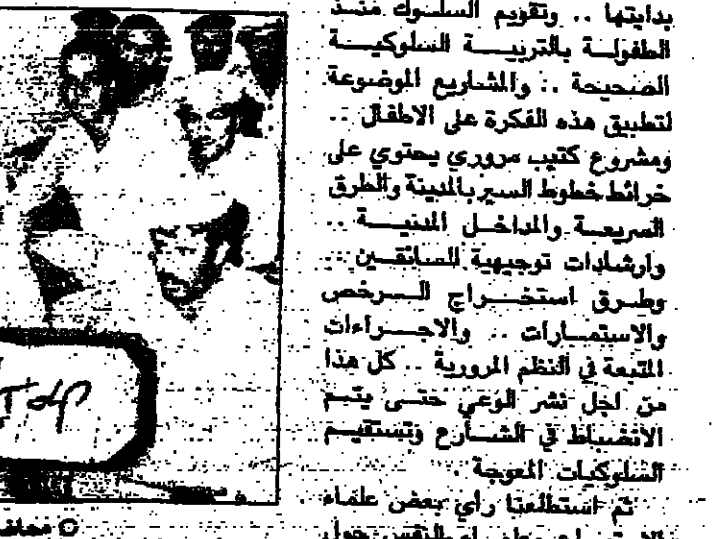 بدايتها .. وتقويم السلوك منذ
الطفولة بالتربية السلوكية
الصحيحة .: والمشاريع الموضوعة
لتطبيق هذه الفكرة على الاطفال ..
ومشروع كتيب مروري يحتوي على
خرائط خطوط السير بالمدينة والطرق
السريعة والمداخل المدنية ..
وارشادات توجيهية للسائقين ..
وطرق استخراج الرخص
والاستمارات .. والاجراءات
المتبعة في النظم المرورية .. كل هذا
من اجل نشر الوعي حتى يتم
الانضباط في الشارع وتستقيم
السلوكيات المعوجة .
ثم استطلعنا راي بعض علماء
النفس حول